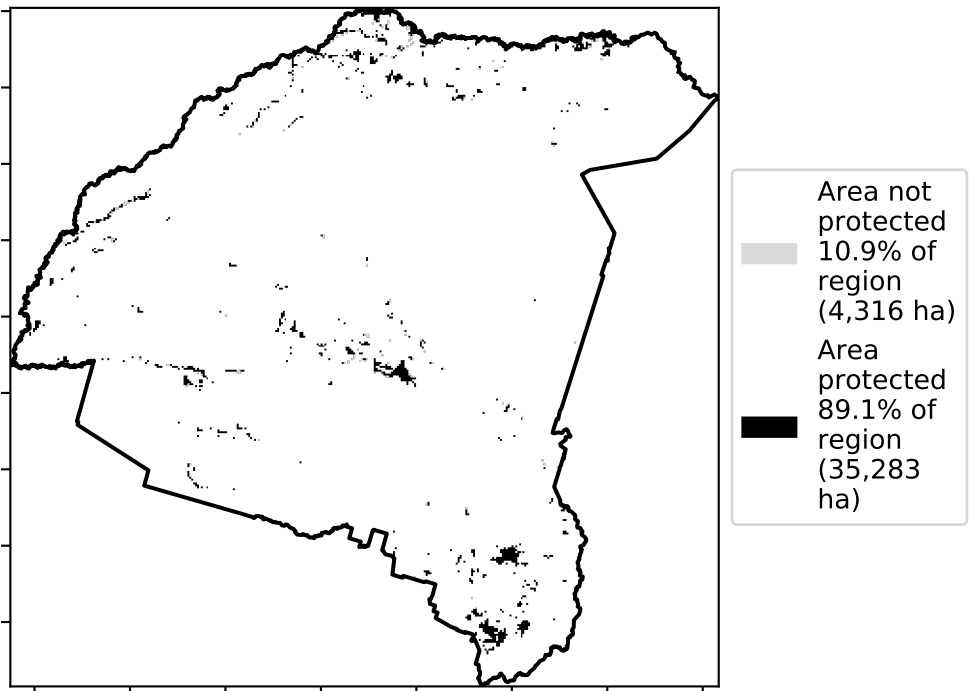 Area not
protected
10.9% of
region
(4,316 ha)
Area
protected
89.1% of
region
(35,283
ha)